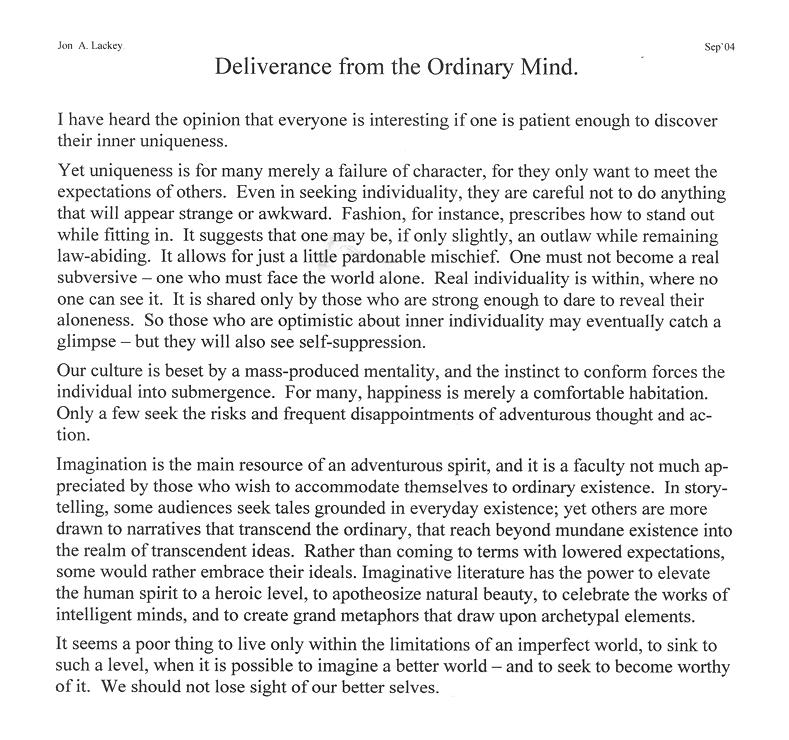 Jon A. Lackey
Sep'04
Deliverance from the Ordinary Mind.
I have heard the opinion that everyone is interesting if one is patient enough to discover
their inner uniqueness.
Yet uniqueness is for many merely a failure of character, for they only want to meet the
expectations of others. Even in seeking individuality, they are careful not to do anything
that will appear strange or awkward. Fashion, for instance, prescribes how to stand out
while fitting in. It suggests that one may be, if only slightly, an outlaw while remaining
law-abiding. It allows for just a little pardonable mischief. One must not become a real
subversive – one who must face the world alone. Real individuality is within, where no
one can see it. It is shared only by those who are strong enough to dare to reveal their
aloneness. So those who are optimistic about inner individuality may eventually catch a
glimpse – but they will also see self-suppression.
Our culture is beset by a mass-produced mentality, and the instinct to conform forces the
individual into submergence. For many, happiness is merely a comfortable habitation.
Only a few seek the risks and frequent disappointments of adventurous thought and ac-
tion.
Imagination is the main resource of an adventurous spirit, and it is a faculty not much ap-
preciated by those who wish to accommodate themselves to ordinary existence. In story-
telling, some audiences seek tales grounded in everyday existence; yet others are more
drawn to narratives that transcend the ordinary, that reach beyond mundane existence into
the realm of transcendent ideas. Rather than coming to terms with lowered expectations,
some would rather embrace their ideals. Imaginative literature has the power to elevate
the human spirit to a heroic level, to apotheosize natural beauty, to celebrate the works of
intelligent minds, and to create grand metaphors that draw upon archetypal elements.
It seems a poor thing to live only within the limitations of an imperfect world, to sink to
such a level, when it is possible to imagine a better world – and to seek to become worthy
of it. We should not lose sight of our better selves.